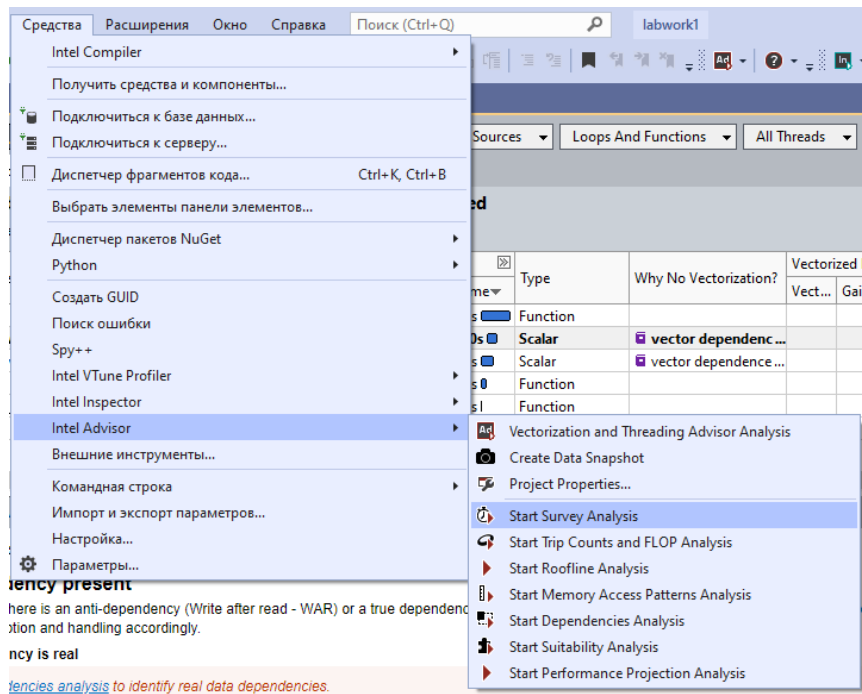 Средства Расширения Окно Справка Поиск (Ctrl+Q) labwork1
Intel Compiler
Получить средства и компоненты...
Подключиться к базе данных...
Подключиться к серверу...
Диспетчер фрагментов кода... Ctrl+K, Ctrl+B
Выбрать элементы панели элементов...
Диспетчер пакетов NuGet
Python
Создать GUID
Поиск ошибки
Spy++
Intel VTune Profiler
Intel Inspector
Intel Advisor
Внешние инструменты...
Командная строка
Импорт и экспорт параметров...
Настройка...
Параметры...
Sources Loops And Functions All Threads
Type Why No Vectorization? Vectorized
Vect... Gai
Function
Scalar vector dependenc ...
Scalar vector dependence ...
Function
Function
Vectorization and Threading Advisor Analysis
Create Data Snapshot
Project Properties...
Start Survey Analysis
Start Trip Counts and FLOP Analysis
Start Roofline Analysis
Start Memory Access Patterns Analysis
Start Dependencies Analysis
Start Suitability Analysis
Start Performance Projection Analysis
dency present
here is an anti-dependency (Write after read - WAR) or a true dependenc
ption and handling accordingly.
ncy is real
dencies analysis to identify real data dependencies.